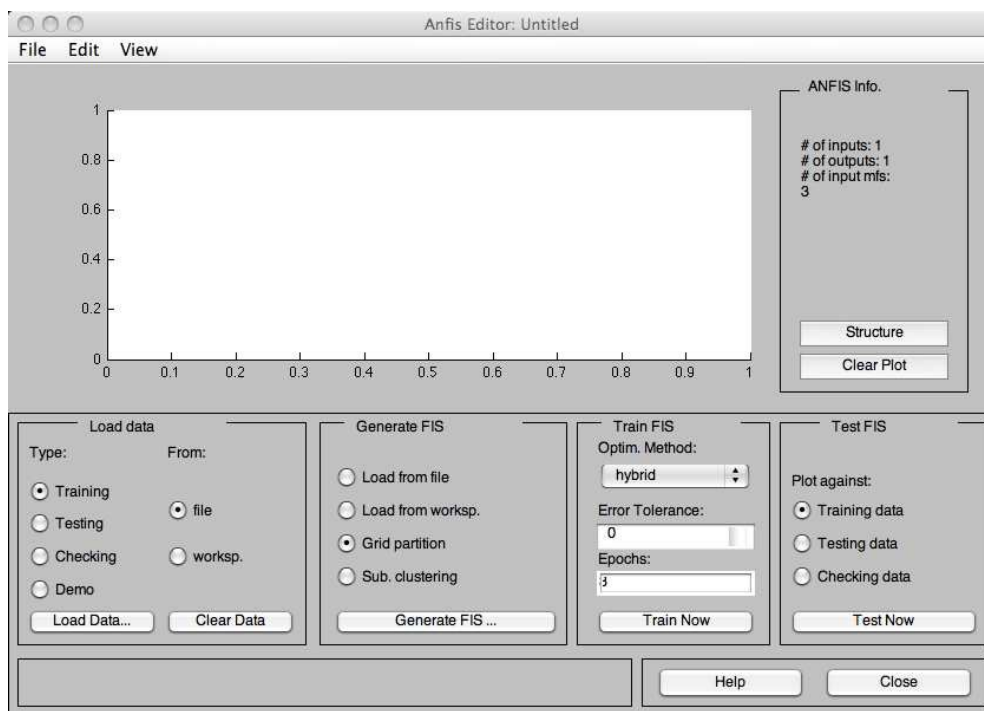 Anfis Editor: Untitled
File Edit View
1
0.8
0.6
0.4
0.2
0
0 0.1 0.2 0.3 0.4 0.5 0.6 0.7 0.8 0.9 1
ANFIS Info.
# of inputs: 1
# of outputs: 1
# of input mfs:
3
Structure
Clear Plot
Load data
Type: From:
Training
Testing
Checking
Demo
file
worksp.
Load Data... Clear Data
Generate FIS
Load from file
Load from worksp.
Grid partition
Sub. clustering
Generate FIS ...
Train FIS
Optim. Method:
hybrid
Error Tolerance:
0
Epochs:
3
Train Now
Test FIS
Plot against:
Training data
Testing data
Checking data
Test Now
Help Close